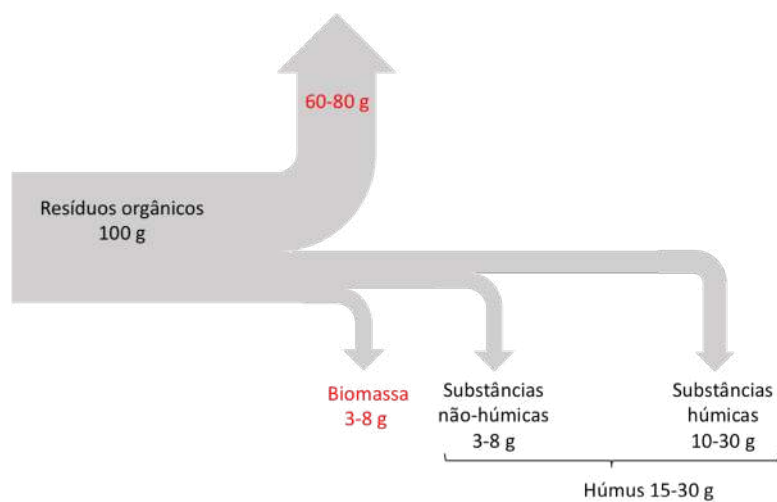 60-80 g
Resíduos orgânicos
100 g
Biomassa
3-8 g
Substâncias
não-húmicas
3-8 g
Substâncias
húmicas
10-30 g
Húmus 15-30 g